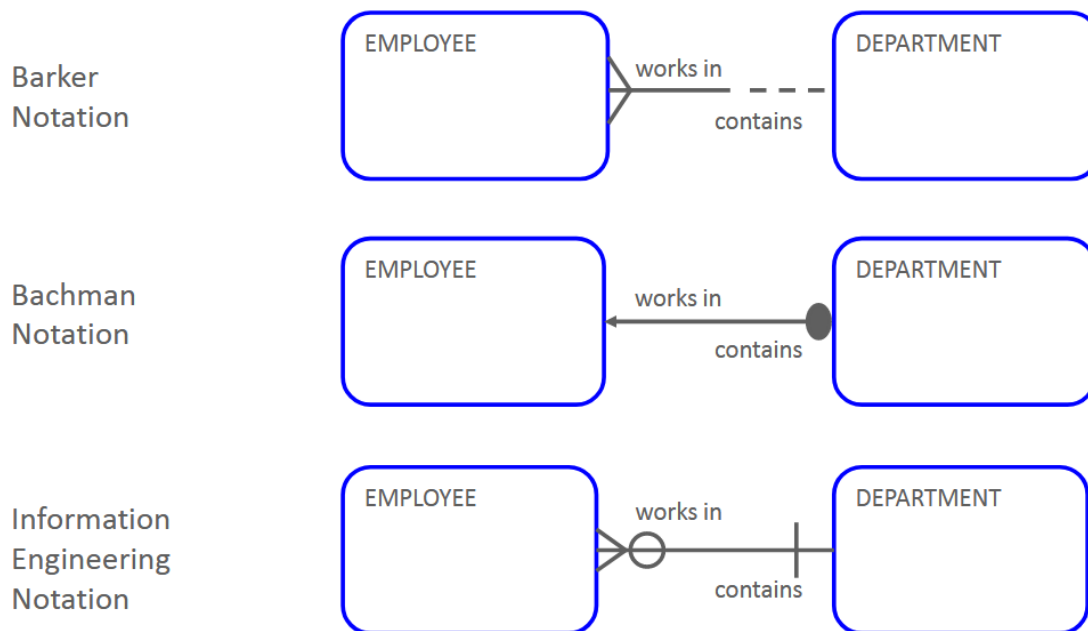 EMPLOYEE
DEPARTMENT
Barker
Notation
works in
contains
EMPLOYEE
DEPARTMENT
Bachman
Notation
works in
contains
EMPLOYEE
DEPARTMENT
Information
Engineering
Notation
works in
contains